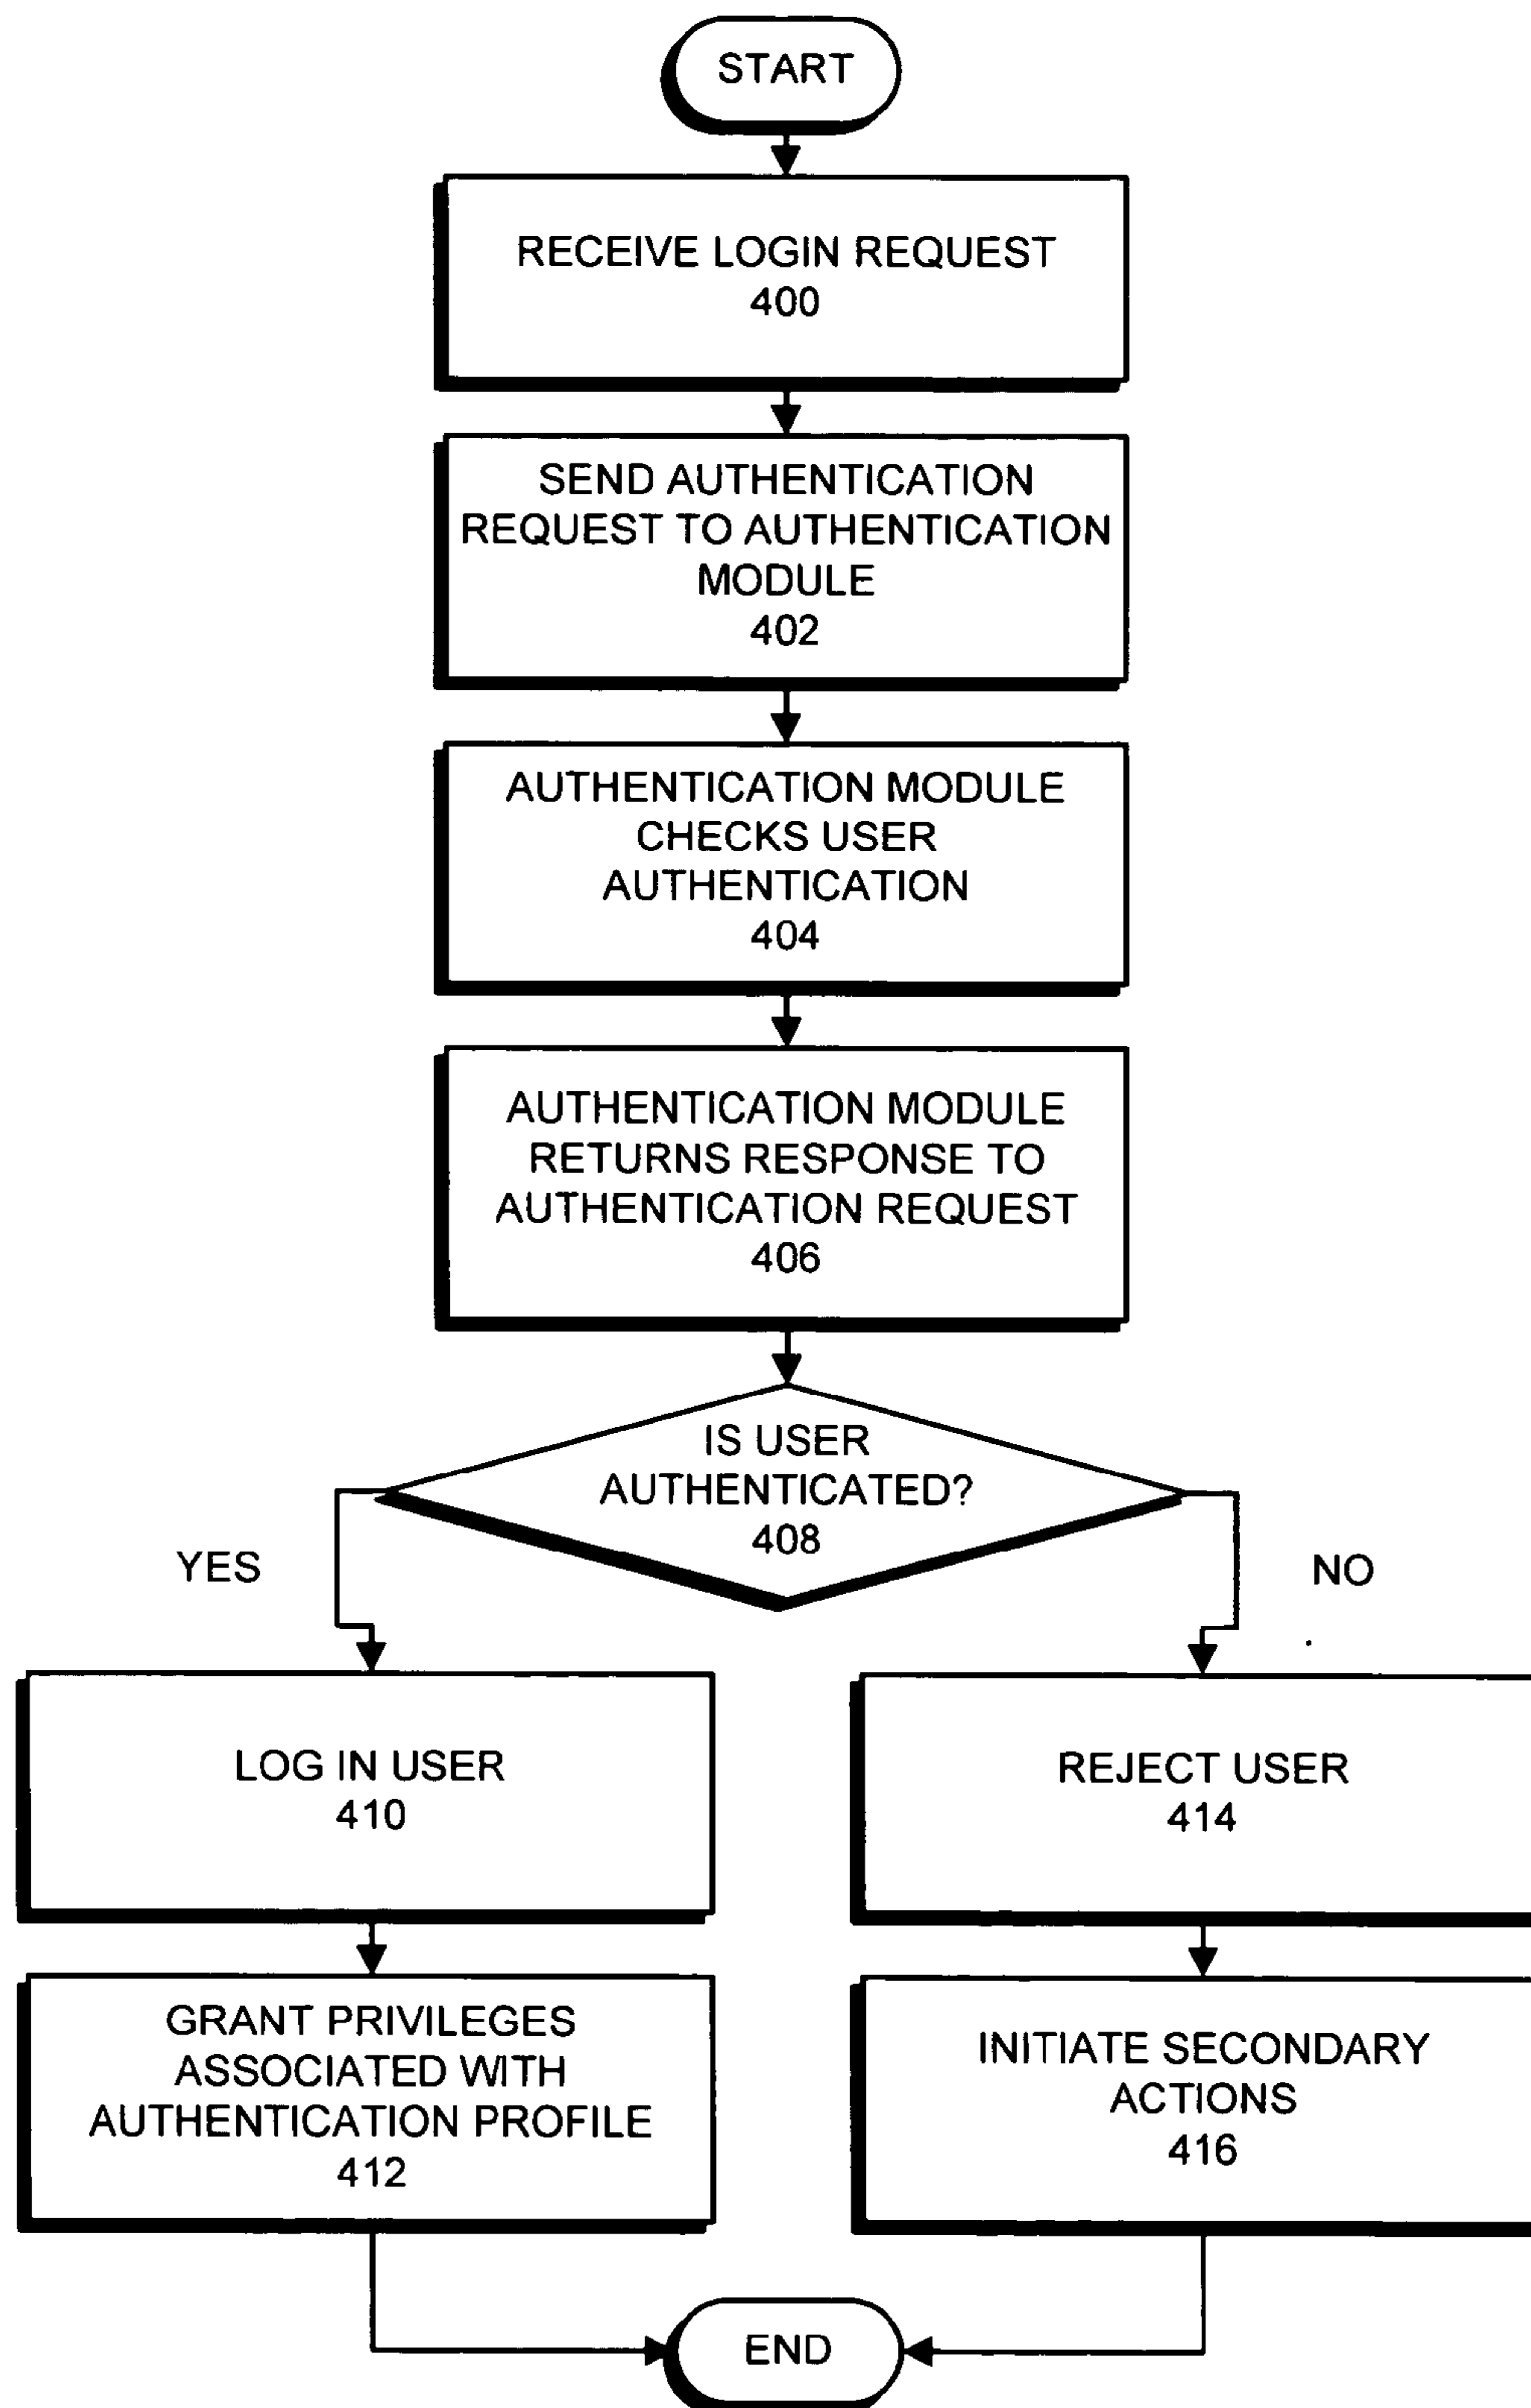 START
RECEIVE LOGIN REQUEST
400
SEND AUTHENTICATION
REQUEST TO AUTHENTICATION
MODULE
402
AUTHENTICATION MODULE
CHECKS USER
AUTHENTICATION
404
AUTHENTICATION MODULE
RETURNS RESPONSE TO
AUTHENTICATION REQUEST
406
IS USER
AUTHENTICATED?
408
YES
NO
LOG IN USER
410
REJECT USER
414
GRANT PRIVILEGES
ASSOCIATED WITH
AUTHENTICATION PROFILE
412
INITIATE SECONDARY
ACTIONS
416
END